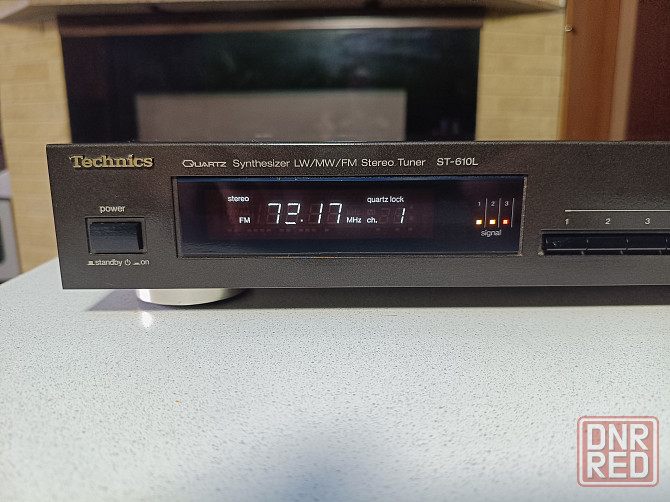 Technics
QUARTZ Synthesizer LW/MW/FM Stereo Tuner ST-610L
power
standby on
stereo quartz lock
FM 72.17 MHz ch. 1
1 2 3
signal
1 2 3
DNR
RED